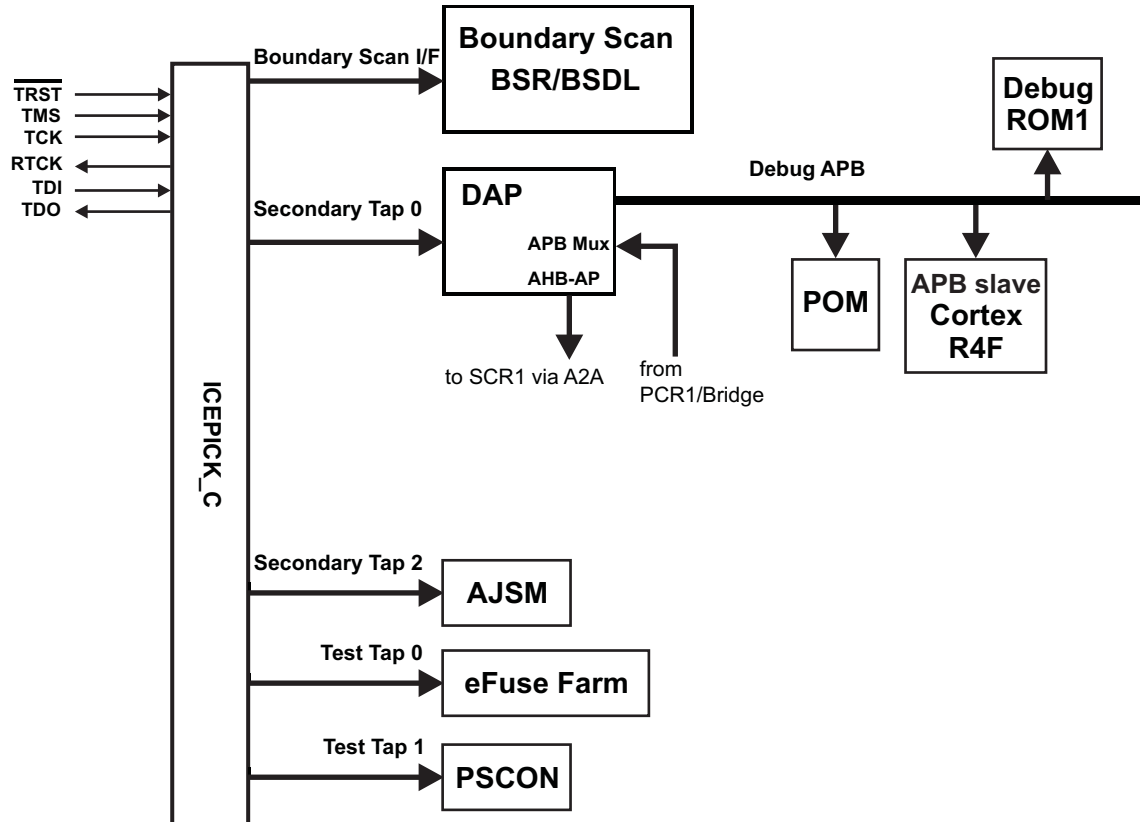 Boundary Scan I/F
Boundary Scan
BSR/BSDL
TRST
TMS
TCK
RTCK
TDI
TDO
Debug
ROM1
Debug APB
Secondary Tap 0
DAP
APB Mux
AHB-AP
POM
APB slave
Cortex
R4F
to SCR1 via A2A
from
PCR1/Bridge
ICEPICK_C
Secondary Tap 2
AJSM
Test Tap 0
eFuse Farm
Test Tap 1
PSCON